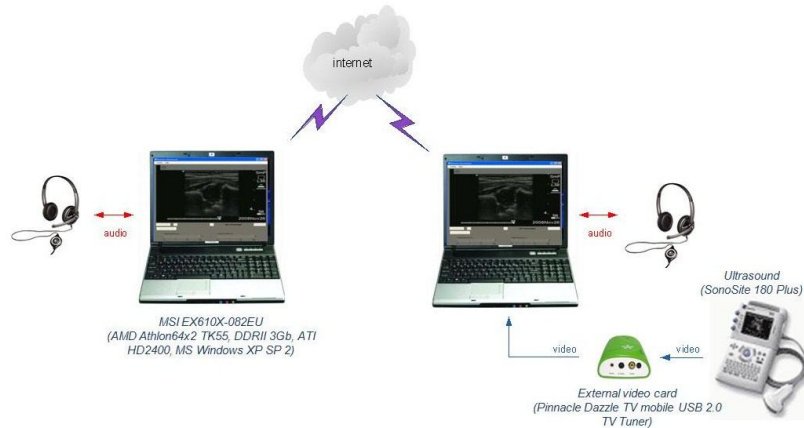 internet
audio
audio
MSI EX610X-082EU
(AMD Athlon64x2 TK55, DDRII 3Gb, ATI
HD2400, MS Windows XP SP 2)
Ultrasound
(SonoSite 180 Plus)
video
video
External video card
(Pinnacle Dazzle TV mobile USB 2.0
TV Tuner)